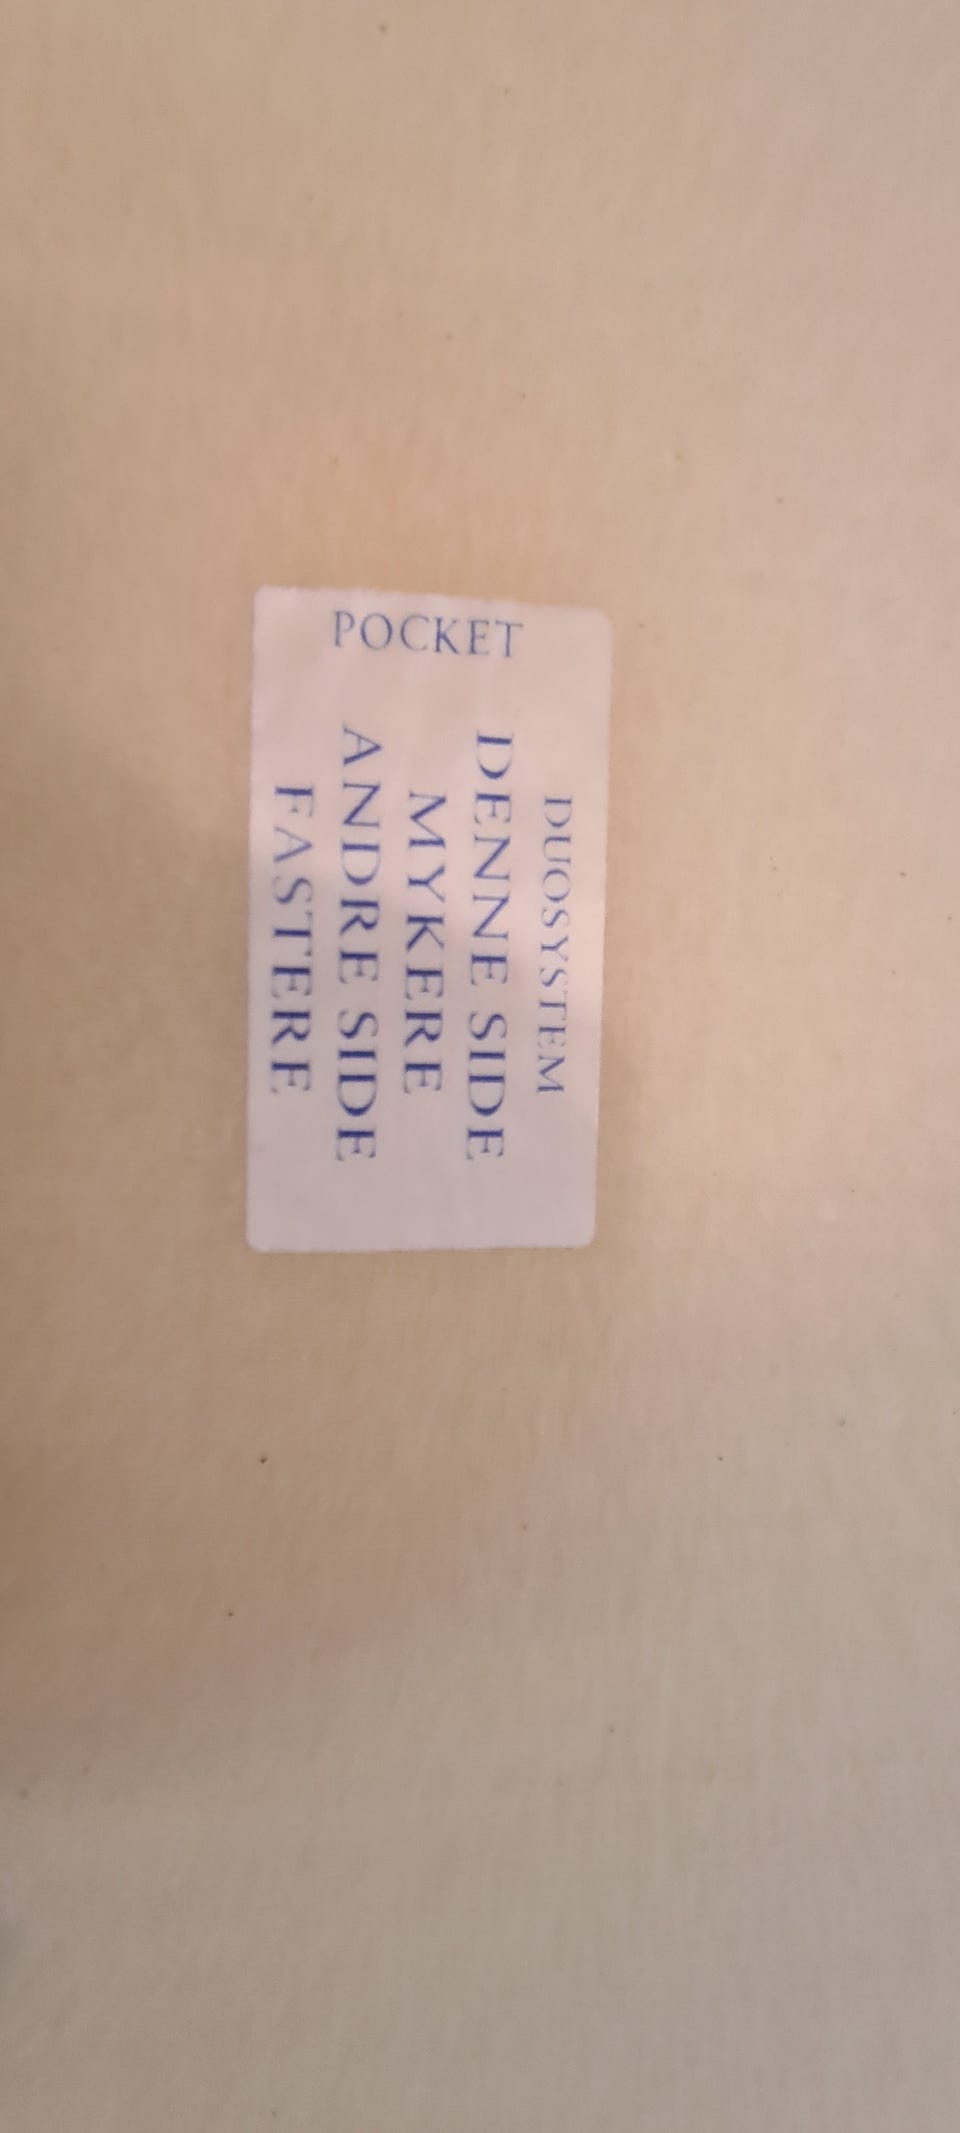 POCKET
DUOSYSTEM
DENNE SIDE
MYKERE
ANDRE SIDE
FASTERE